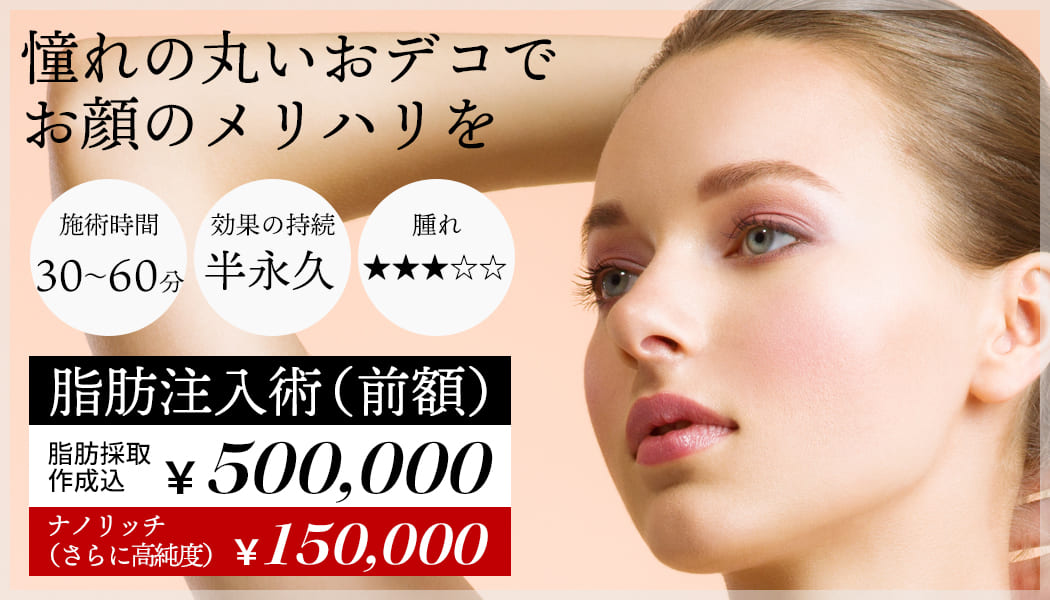 憧れの丸いおデコで
お顔のメリハリを
施術時間
30~60分
効果の持続
半永久
腫れ
★★★☆☆
脂肪注入術(前額)
脂肪採取
作成込
¥500,000
ナノリッチ
(さらに高純度)
¥150,000